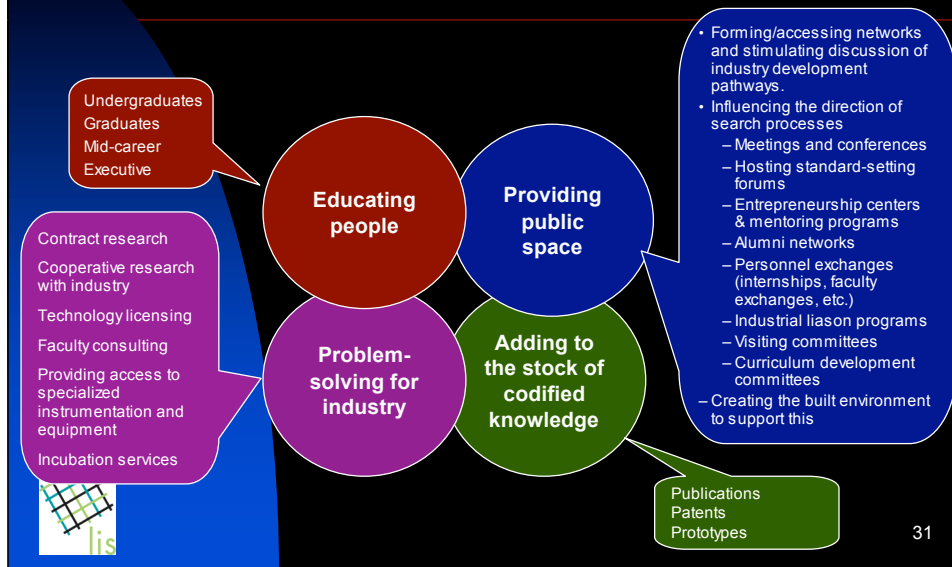 Undergraduates
Graduates
Mid-career
Executive
Educating
people
Providing
public
space
• Forming/accessing networks
and stimulating discussion of
industry development
pathways.
• Influencing the direction of
search processes
– Meetings and conferences
– Hosting standard-setting
forums
– Entrepreneurship centers
& mentoring programs
– Alumni networks
– Personnel exchanges
(internships, faculty
exchanges, etc.)
– Industrial liason programs
– Visiting committees
– Curriculum development
committees
– Creating the built environment
to support this
Contract research
Cooperative research
with industry
Technology licensing
Faculty consulting
Providing access to
specialized
instrumentation and
equipment
Incubation services
Problem-
solving for
industry
Adding to
the stock of
codified
knowledge
Publications
Patents
Prototypes
lis
31